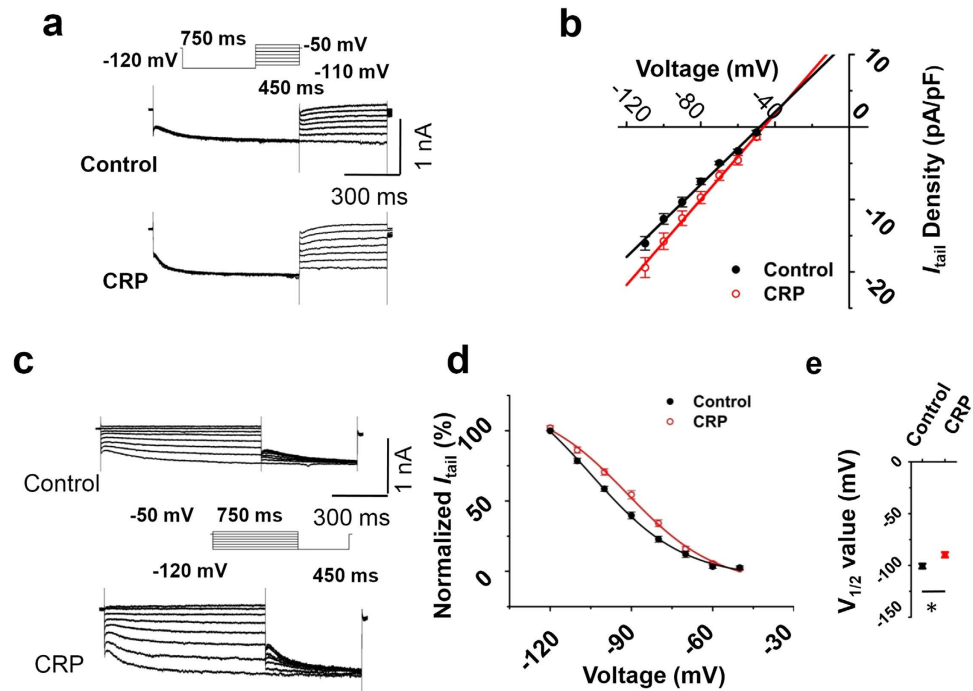 a
750 ms
-50 mV
-120 mV
-110 mV
450 ms
Control
1 nA
300 ms
CRP
b
Voltage (mV)
-120
-80
-40
10
0
-10
-20
I tail Density (pA/pF)
Control
CRP
c
Control
1 nA
300 ms
-50 mV
750 ms
-120 mV
450 ms
CRP
d
Control
CRP
Normalized I tail (%)
100
50
0
-120
-90
-60
-30
Voltage (mV)
e
Control
CRP
V1/2 value (mV)
0
-50
-100
-150
*